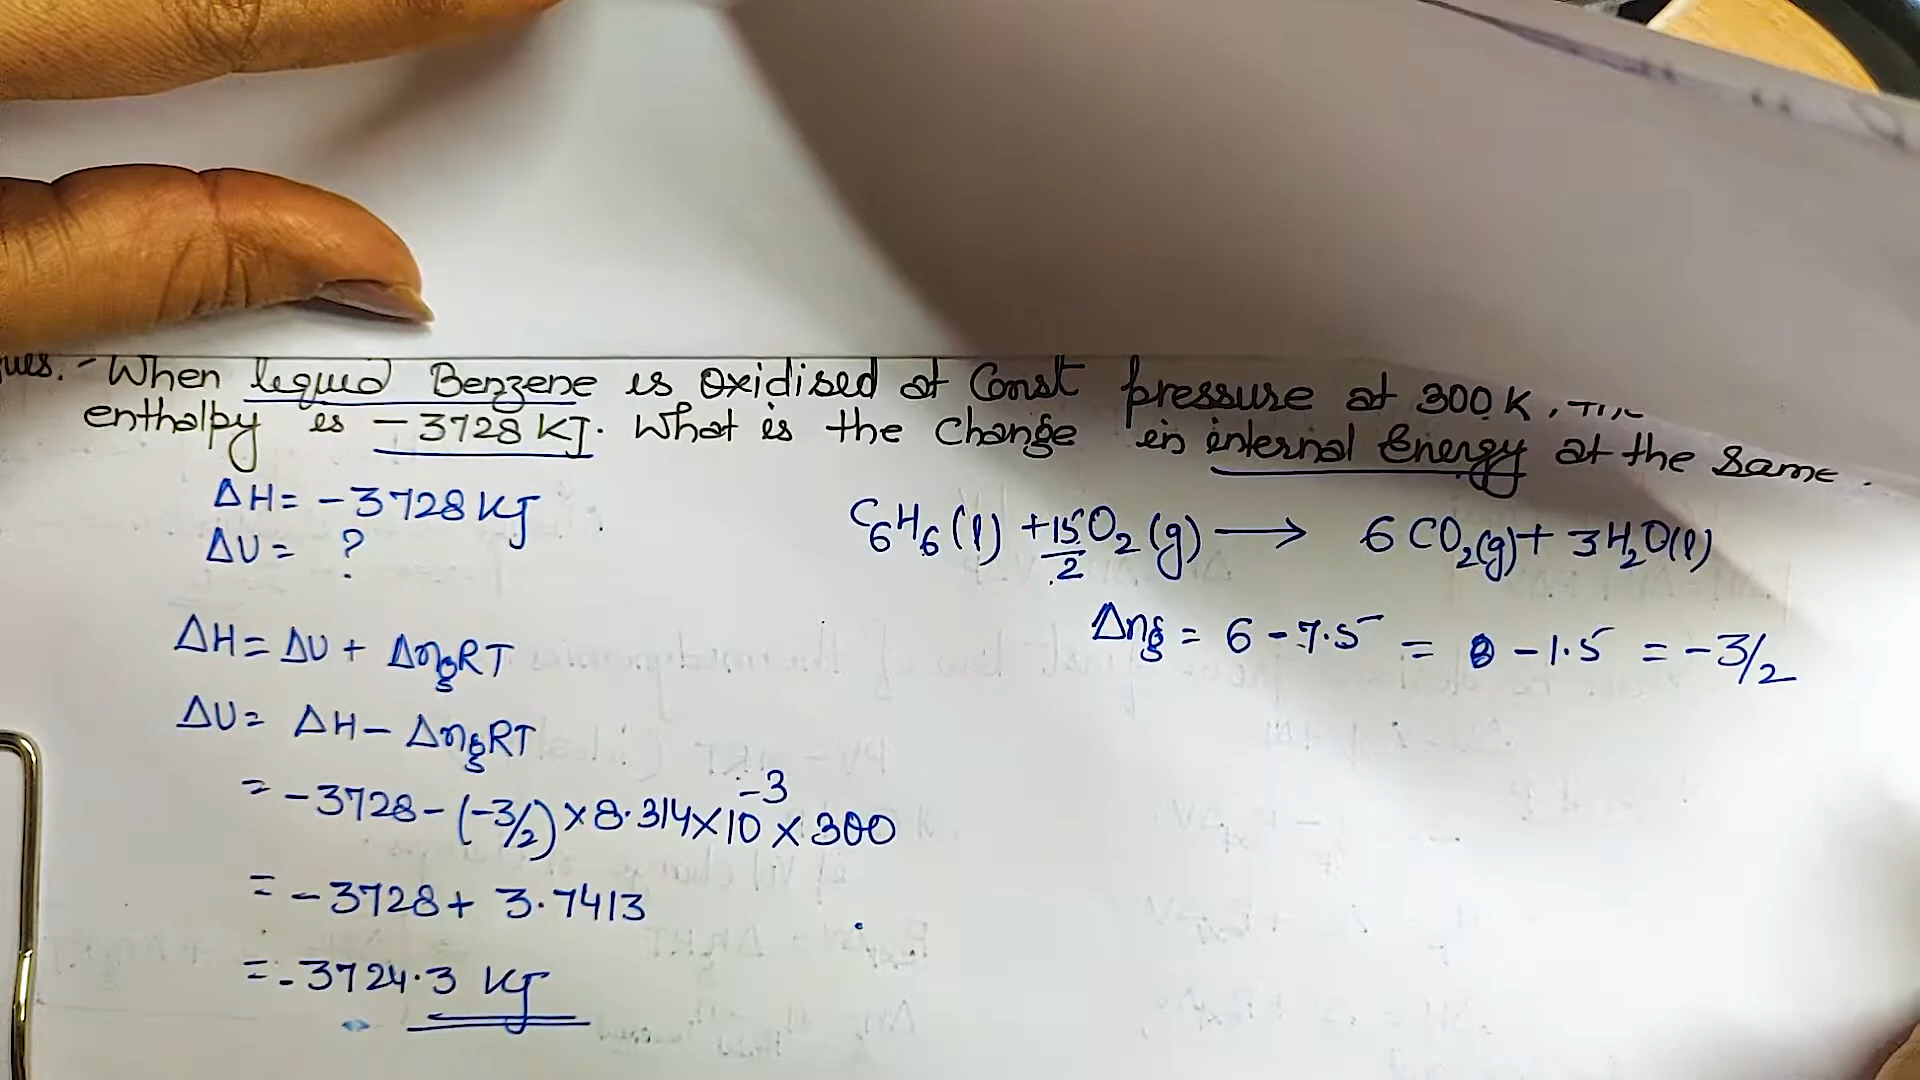 ques. - When liquid Benzene is Oxidised at Const pressure at 300 K,
enthalpy is - 3728 KJ. What is the Change in internal Energy at the Same
ΔH = - 3728 KJ
ΔU = ?
C6H6 (l) + 15/2 O2 (g) ⟶ 6 CO2(g) + 3H2O(l)
Δng = 6 - 7.5 = - 1.5 = - 3/2
ΔH = ΔU + ΔngRT
ΔU = ΔH - ΔngRT
= - 3728 - (-3/2) × 8.314 × 10^-3 × 300
= - 3728 + 3.7413
= - 3724.3 KJ